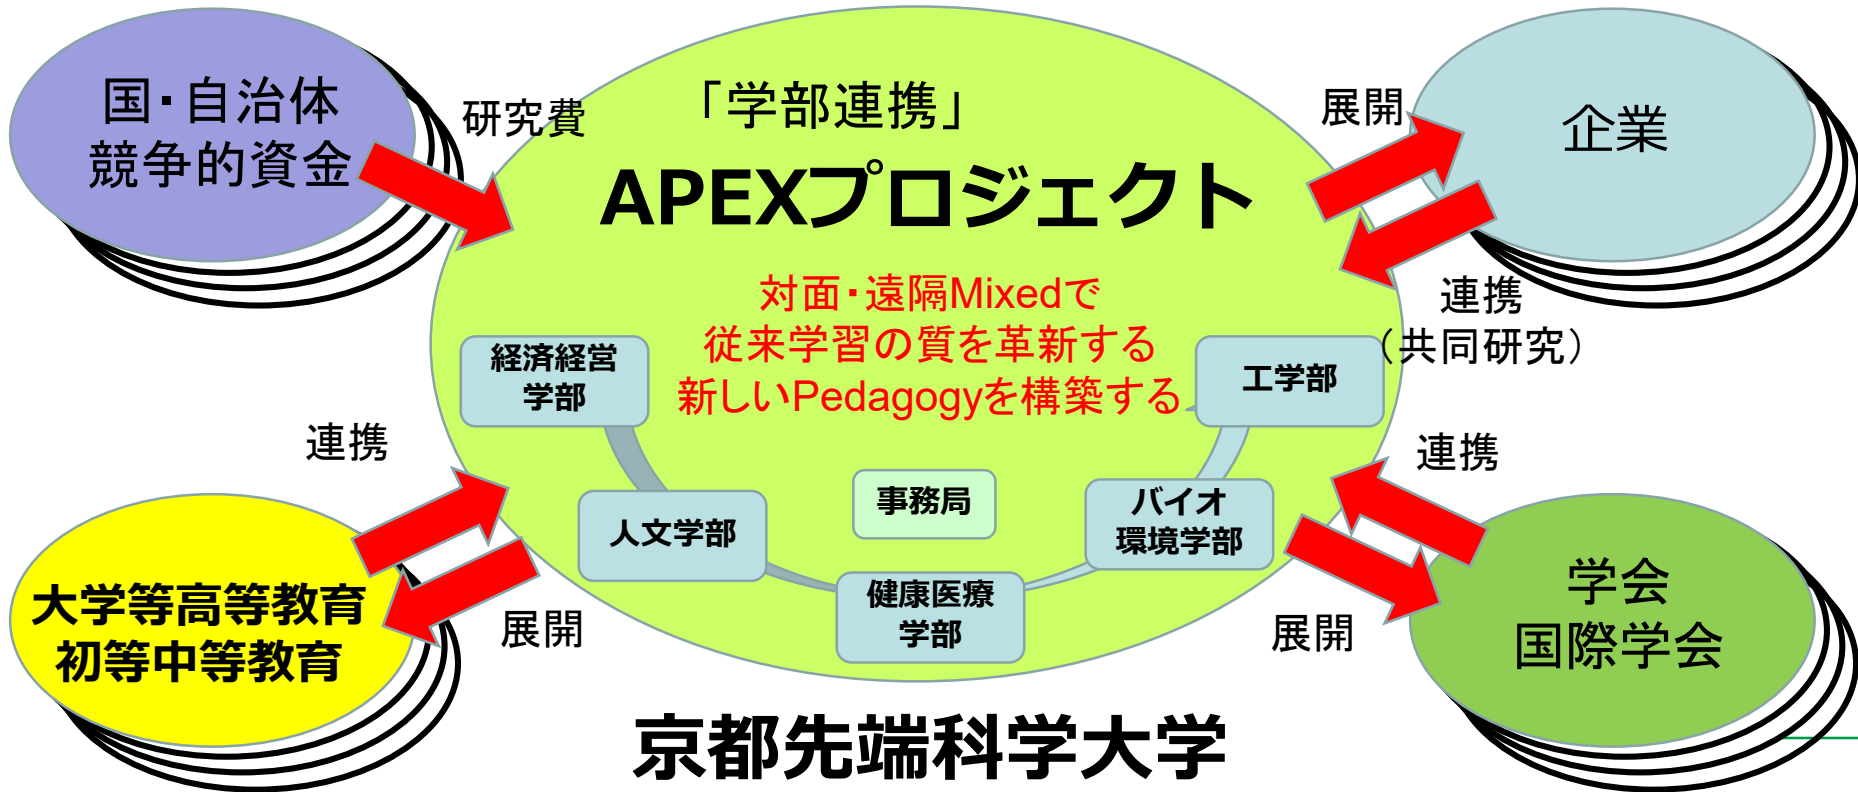 国・自治体
競争的資金
研究費
「学部連携」
APEXプロジェクト
展開
企業
対面・遠隔Mixedで
従来学習の質を革新する
新しいPedagogyを構築する
連携
（共同研究）
経済経営
学部
工学部
連携
連携
人文学部
事務局
バイオ
環境学部
健康医療
学部
大学等高等教育
初等中等教育
展開
展開
学会
国際学会
京都先端科学大学